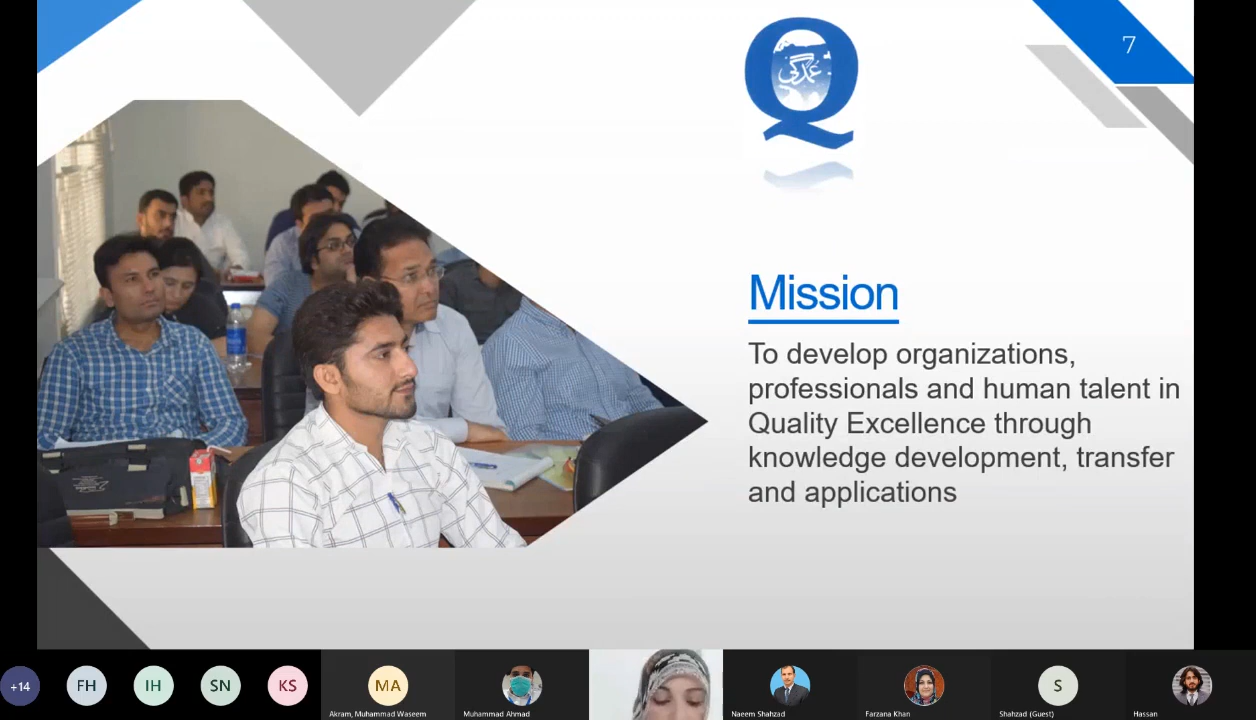 7
عمدگی
Mission
To develop organizations,
professionals and human talent in
Quality Excellence through
knowledge development, transfer
and applications
+14
FH
IH
SN
KS
MA
Akram, Muhammad Waseem
Muhammad Ahmad
Naeem Shahzad
Farzana Khan
S
Shahzad (Guest)
Hassan